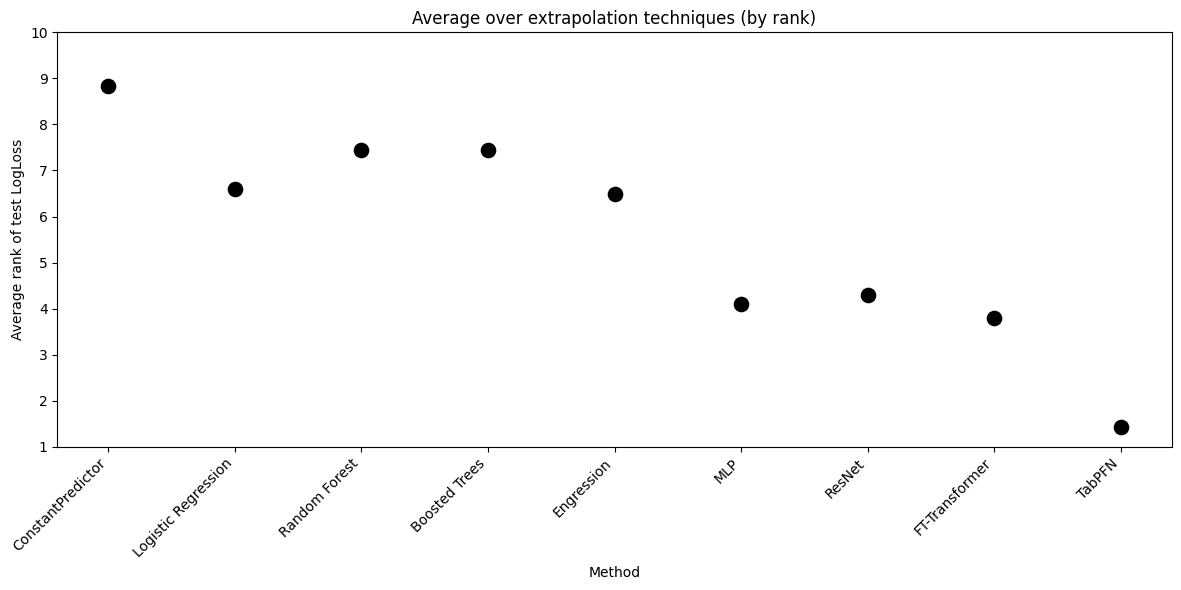 Average over extrapolation techniques (by rank)
Average rank of test LogLoss
10
9
8
7
6
5
4
3
2
1
ConstantPredictor
Logistic Regression
Random Forest
Boosted Trees
Engression
MLP
ResNet
FT-Transformer
TabPFN
Method